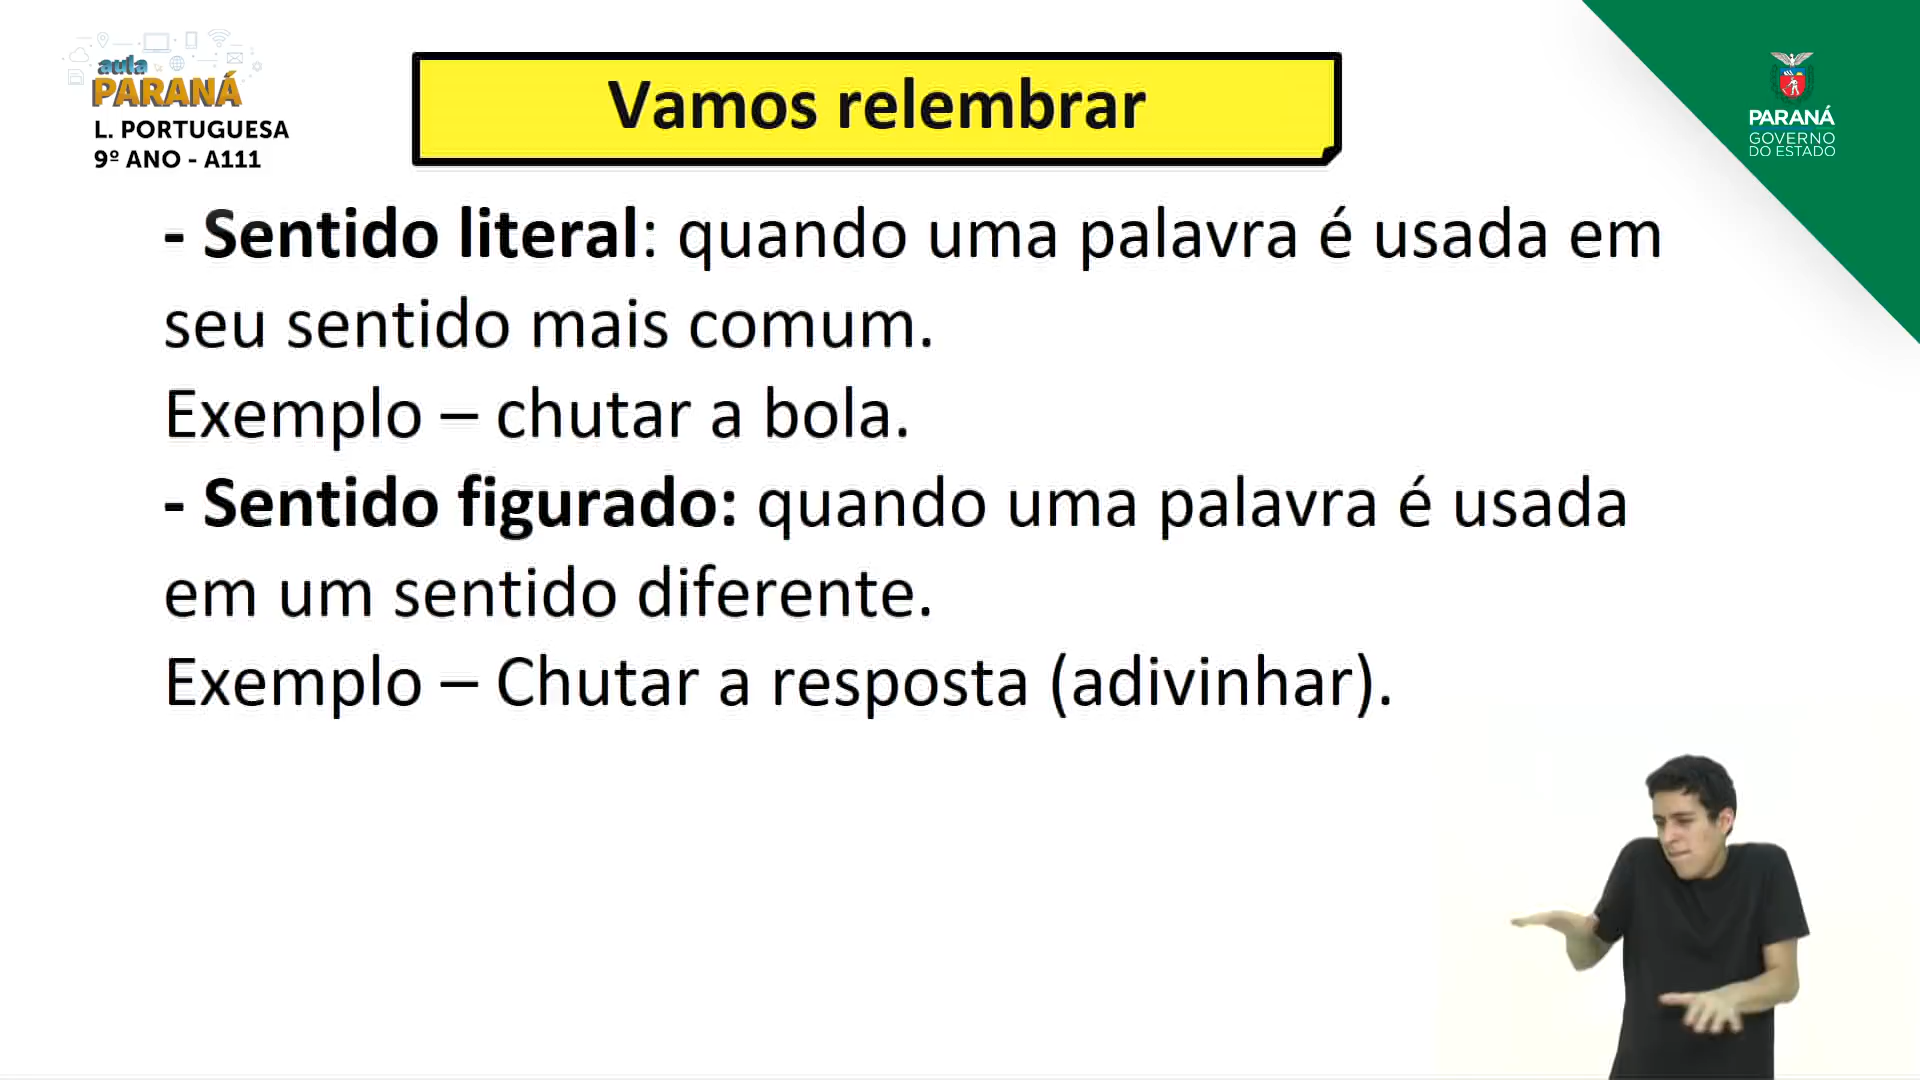 aula
PARANÁ
L. PORTUGUESA
9º ANO - A111
Vamos relembrar
PARANÁ
GOVERNO
DO ESTADO
- Sentido literal: quando uma palavra é usada em
seu sentido mais comum.
Exemplo – chutar a bola.
- Sentido figurado: quando uma palavra é usada
em um sentido diferente.
Exemplo – Chutar a resposta (adivinhar).